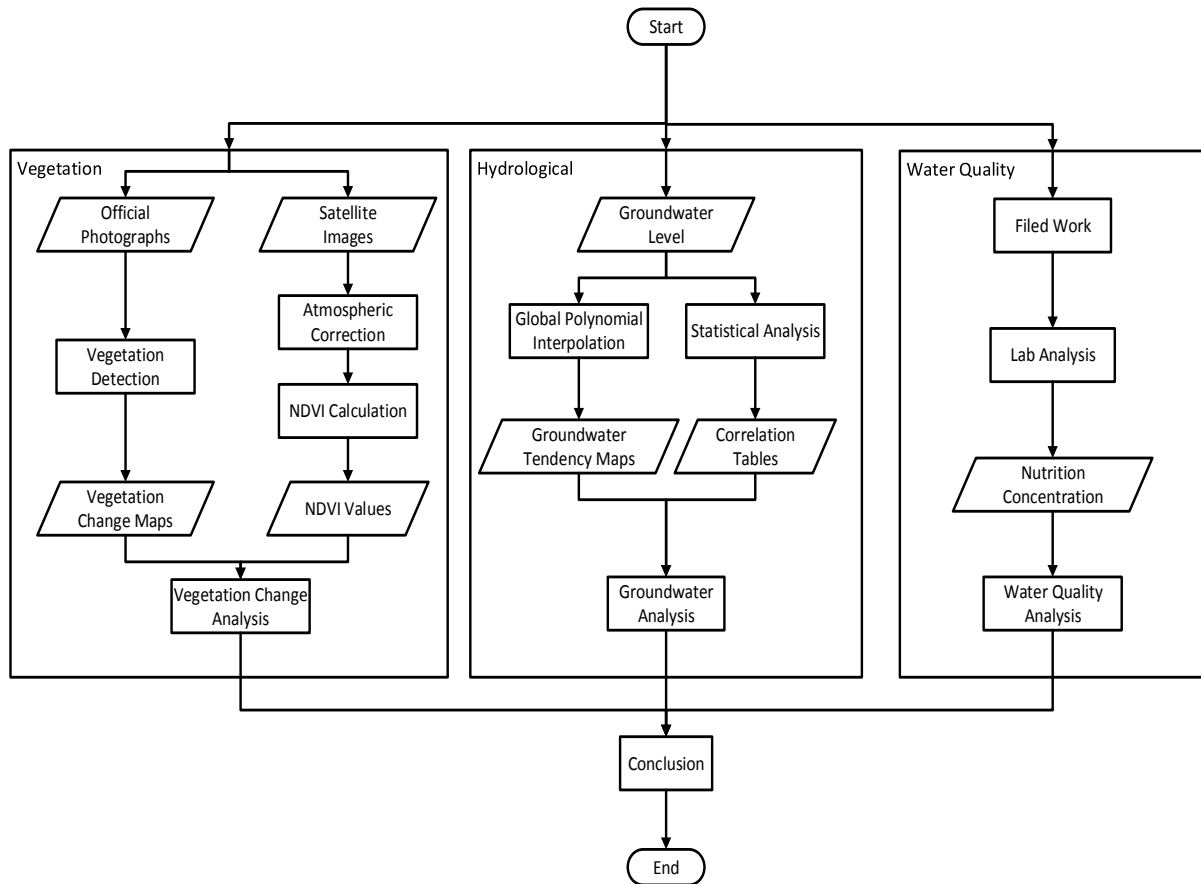 Start
Vegetation
Official
Photographs
Satellite
Images
Atmospheric
Correction
Vegetation
Detection
NDVI Calculation
Vegetation
Change Maps
NDVI Values
Vegetation Change
Analysis
Hydrological
Groundwater
Level
Global Polynomial
Interpolation
Statistical Analysis
Groundwater
Tendency Maps
Correlation
Tables
Groundwater
Analysis
Water Quality
Filed Work
Lab Analysis
Nutrition
Concentration
Water Quality
Analysis
Conclusion
End